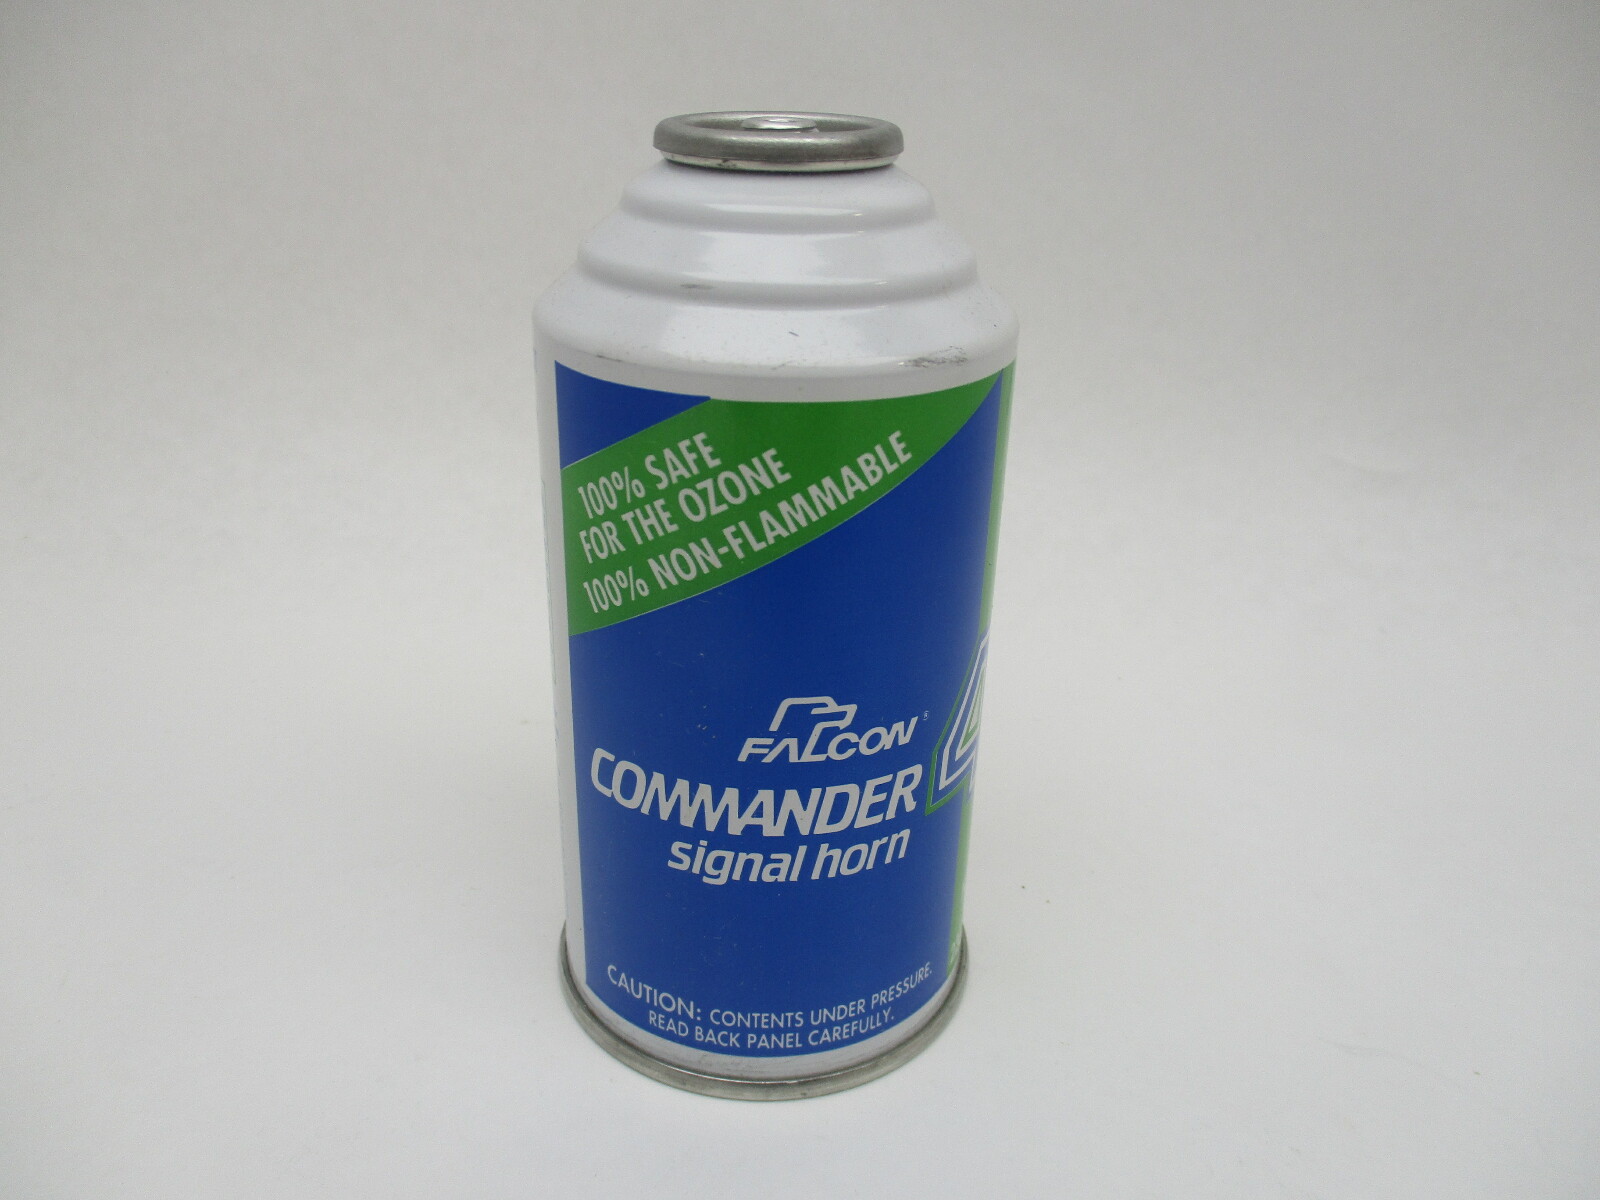 100% SAFE
FOR THE OZONE
100% NON-FLAMMABLE
FALCON®
COMMANDER 4
signal horn
CAUTION: CONTENTS UNDER PRESSURE.
READ BACK PANEL CAREFULLY.